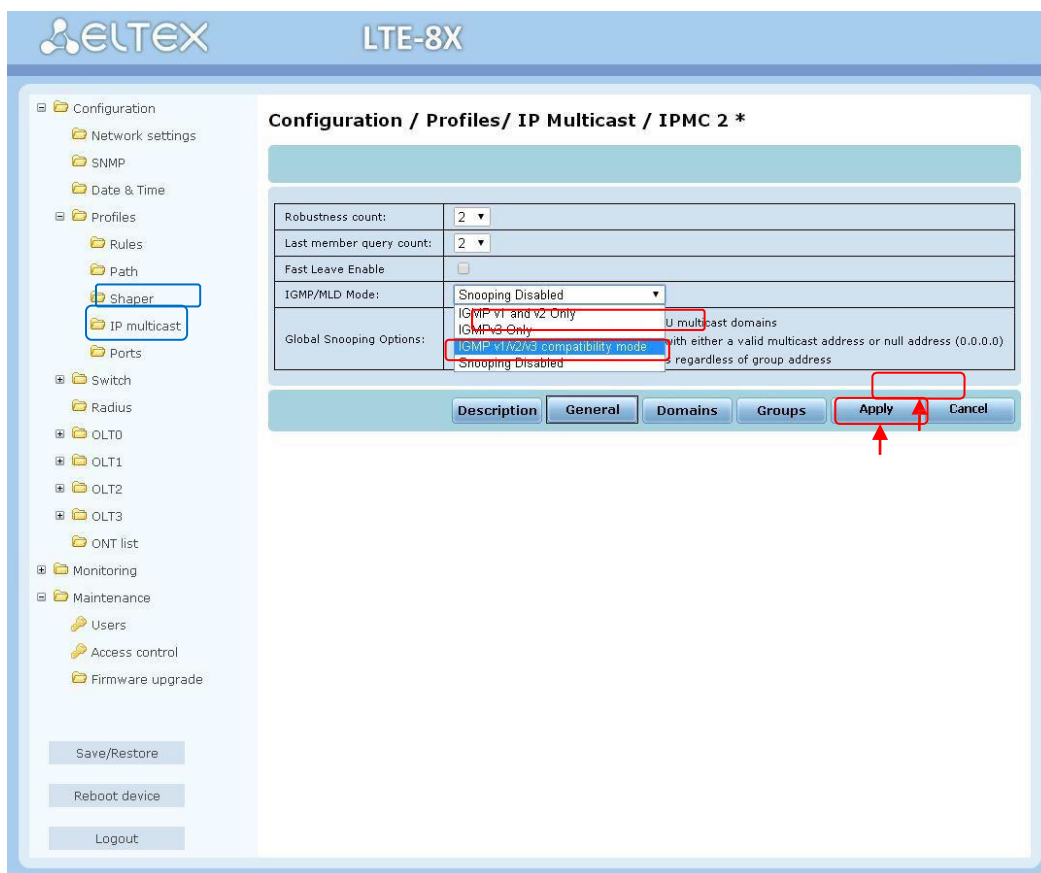 ELTEX
LTE-8X
Configuration
Network settings
SNMP
Date & Time
Profiles
Rules
Path
Shaper
IP multicast
Ports
Switch
Radius
OLT0
OLT1
OLT2
OLT3
ONT list
Monitoring
Maintenance
Users
Access control
Firmware upgrade
Save/Restore
Reboot device
Logout
Configuration / Profiles/ IP Multicast / IPMC 2 *
Robustness count: 2
Last member query count: 2
Fast Leave Enable
IGMP/MLD Mode: Snooping Disabled
IGMP v1 and v2 Only
IGMPv3 Only
IGMP v1/v2/v3 compatibility mode
Snooping Disabled
Global Snooping Options:
U multicast domains
with either a valid multicast address or null address (0.0.0.0)
s regardless of group address
Description General Domains Groups Apply Cancel